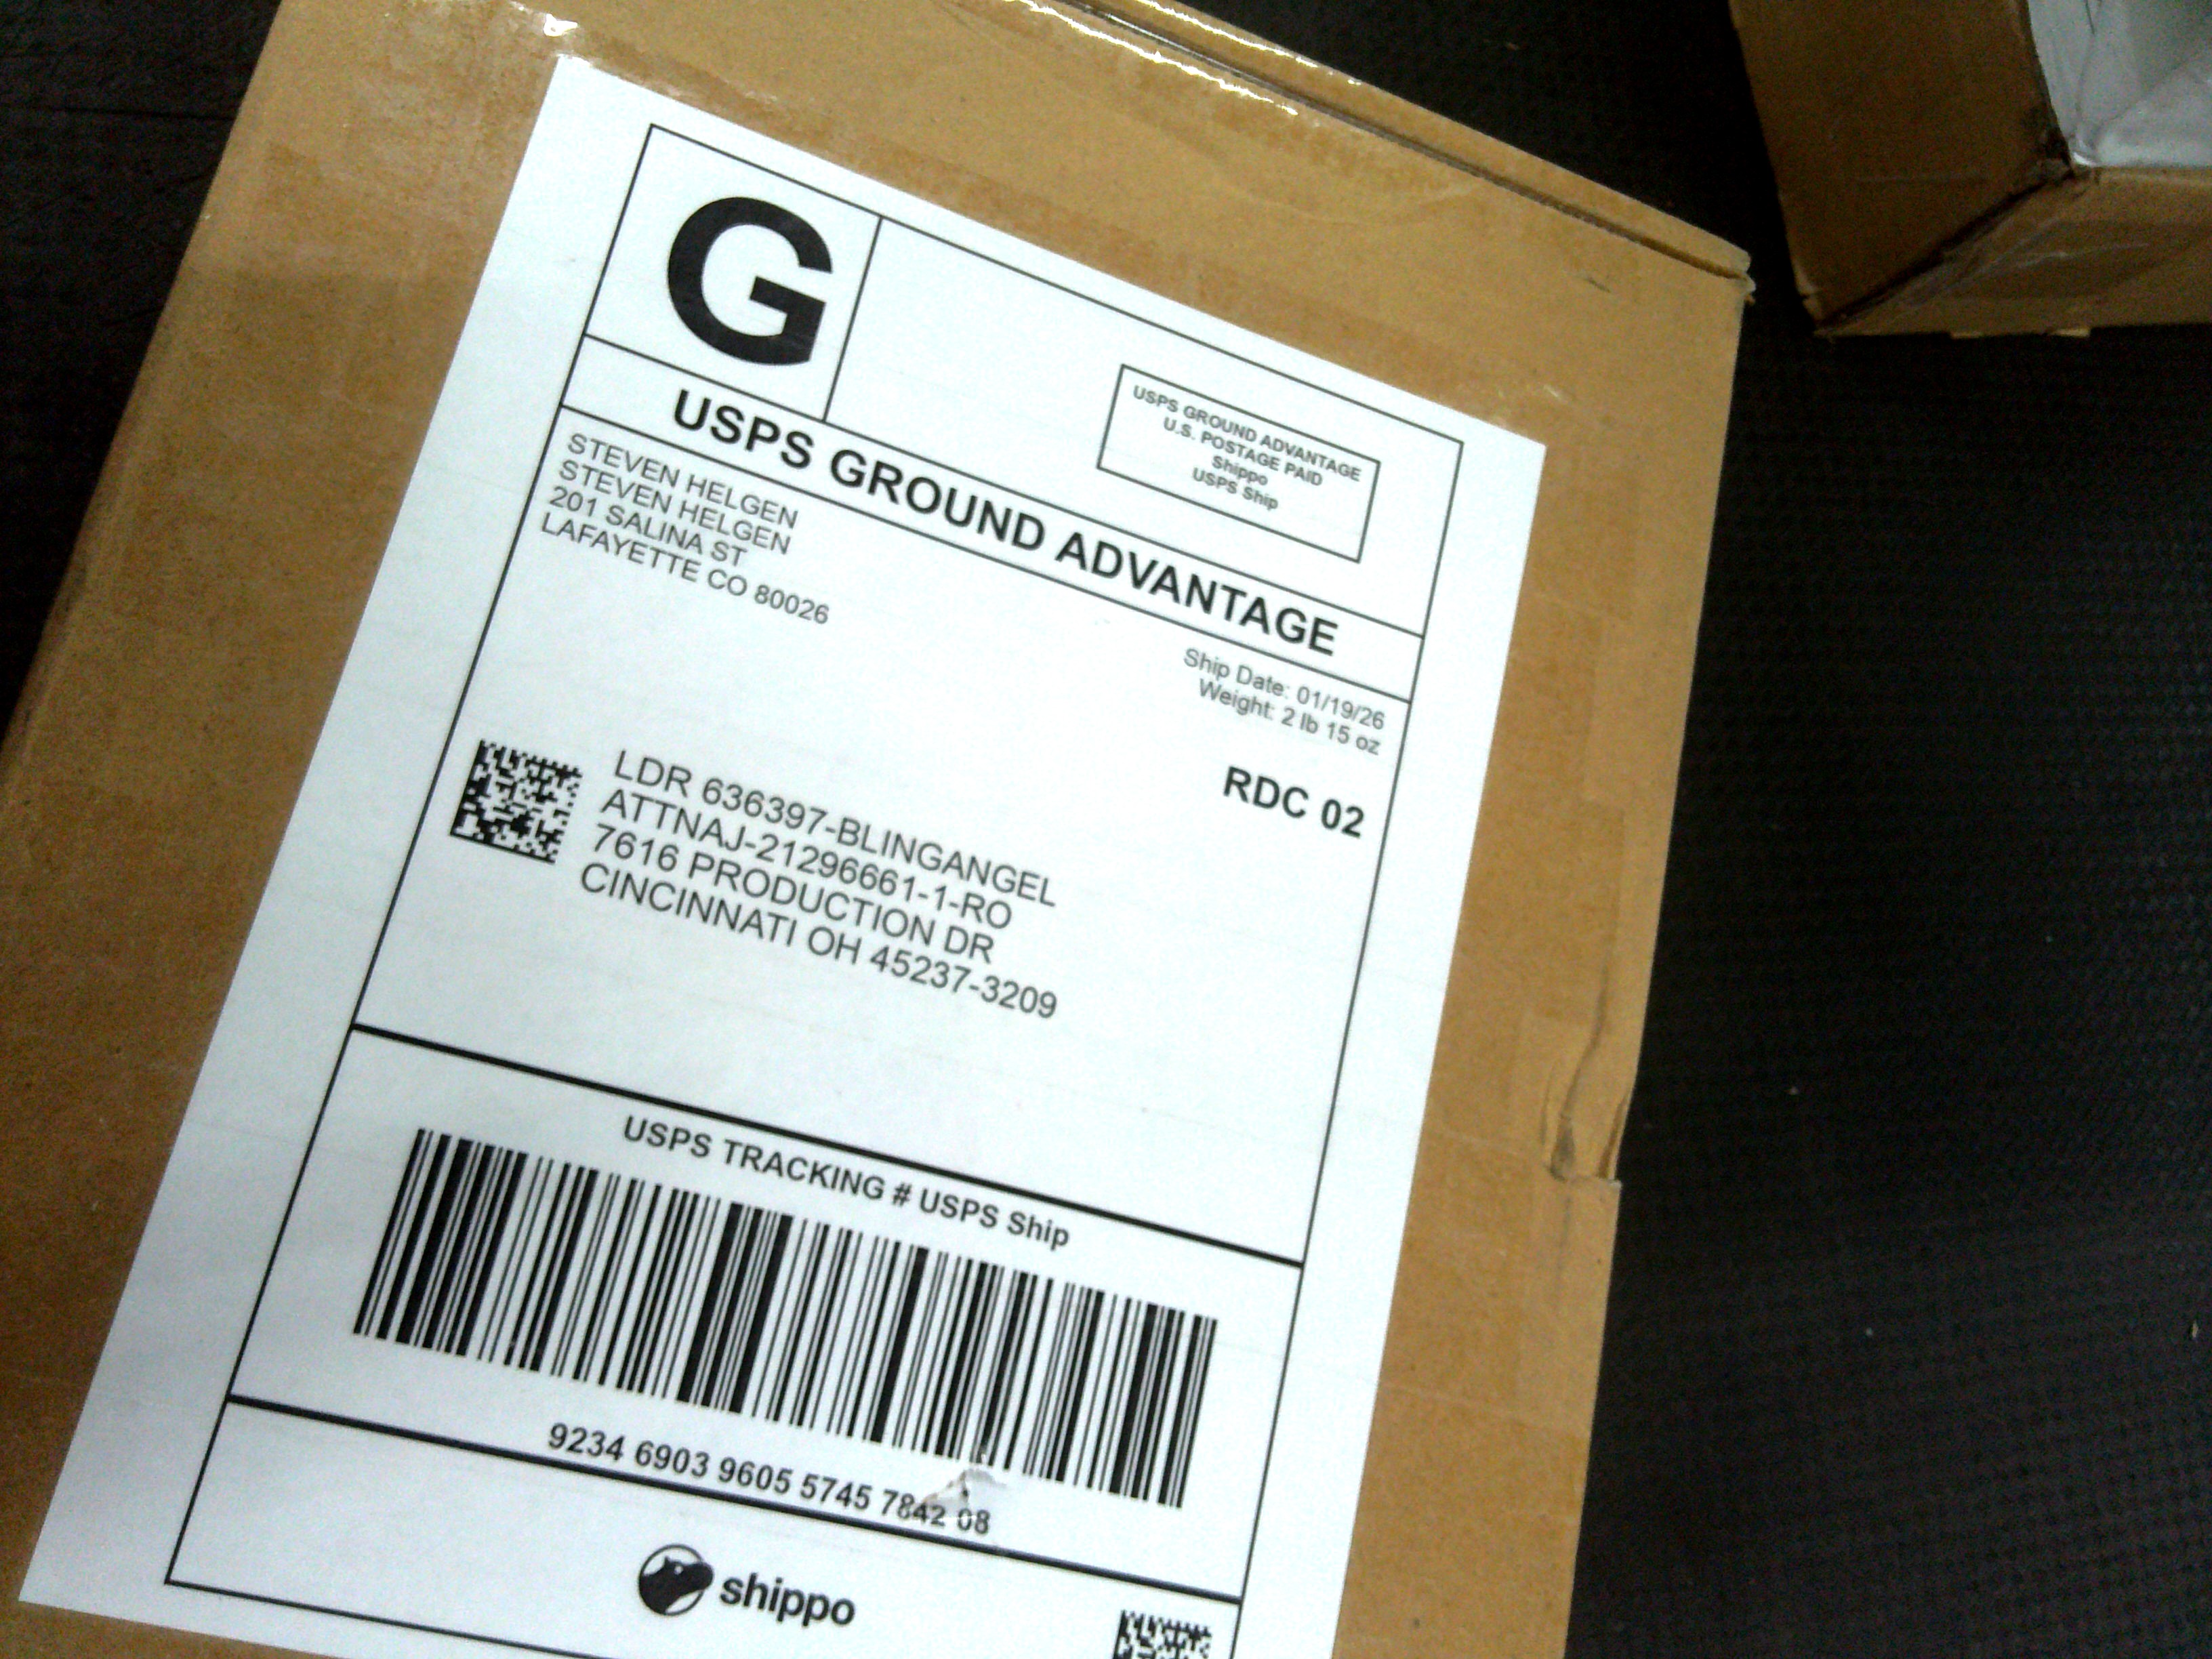 G
USPS GROUND ADVANTAGE
U.S. POSTAGE PAID
Shippo
USPS Ship
USPS GROUND ADVANTAGE
STEVEN HELGEN
STEVEN HELGEN
201 SALINA ST
LAFAYETTE CO 80026
Ship Date: 01/19/26
Weight: 2 lb 15 oz
RDC 02
LDR 636397-BLINGANGEL
ATTNAJ-21296661-1-RO
7616 PRODUCTION DR
CINCINNATI OH 45237-3209
USPS TRACKING # USPS Ship
9234 6903 9605 5745 7842 08
shippo